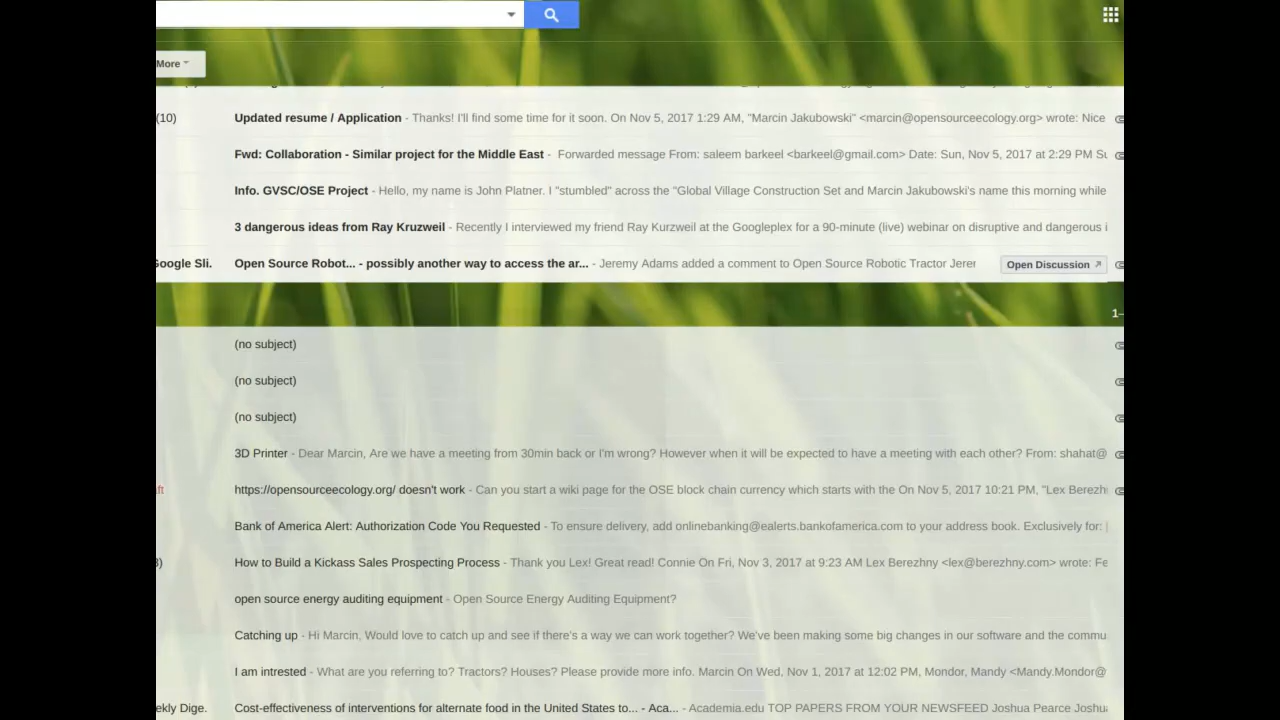 More
(10) Updated resume / Application - Thanks! I'll find some time for it soon. On Nov 5, 2017 1:29 AM, "Marcin Jakubowski" <marcin@opensourceecology.org> wrote: Nice
Fwd: Collaboration - Similar project for the Middle East - Forwarded message From: saleem barkeel <barkeel@gmail.com> Date: Sun, Nov 5, 2017 at 2:29 PM Su
Info. GVSC/OSE Project - Hello, my name is John Platner. I "stumbled" across the "Global Village Construction Set and Marcin Jakubowski's name this morning while
3 dangerous ideas from Ray Kruzweil - Recently I interviewed my friend Ray Kurzweil at the Googleplex for a 90-minute (live) webinar on disruptive and dangerous i
Google Sli. Open Source Robot... - possibly another way to access the ar... - Jeremy Adams added a comment to Open Source Robotic Tractor Jerer Open Discussion
1–
(no subject)
(no subject)
(no subject)
3D Printer - Dear Marcin, Are we have a meeting from 30min back or I'm wrong? However when it will be expected to have a meeting with each other? From: shahat@
ft https://opensourceecology.org/ doesn't work - Can you start a wiki page for the OSE block chain currency which starts with the On Nov 5, 2017 10:21 PM, "Lex Berezh
Bank of America Alert: Authorization Code You Requested - To ensure delivery, add onlinebanking@ealerts.bankofamerica.com to your address book. Exclusively for:
3) How to Build a Kickass Sales Prospecting Process - Thank you Lex! Great read! Connie On Fri, Nov 3, 2017 at 9:23 AM Lex Berezhny <lex@berezhny.com> wrote: Fe
open source energy auditing equipment - Open Source Energy Auditing Equipment?
Catching up - Hi Marcin, Would love to catch up and see if there's a way we can work together? We've been making some big changes in our software and the commu
I am intrested - What are you referring to? Tractors? Houses? Please provide more info. Marcin On Wed, Nov 1, 2017 at 12:02 PM, Mondor, Mandy <Mandy.Mondor@
ekly Dige. Cost-effectiveness of interventions for alternate food in the United States to... - Aca... - Academia.edu TOP PAPERS FROM YOUR NEWSFEED Joshua Pearce Joshu